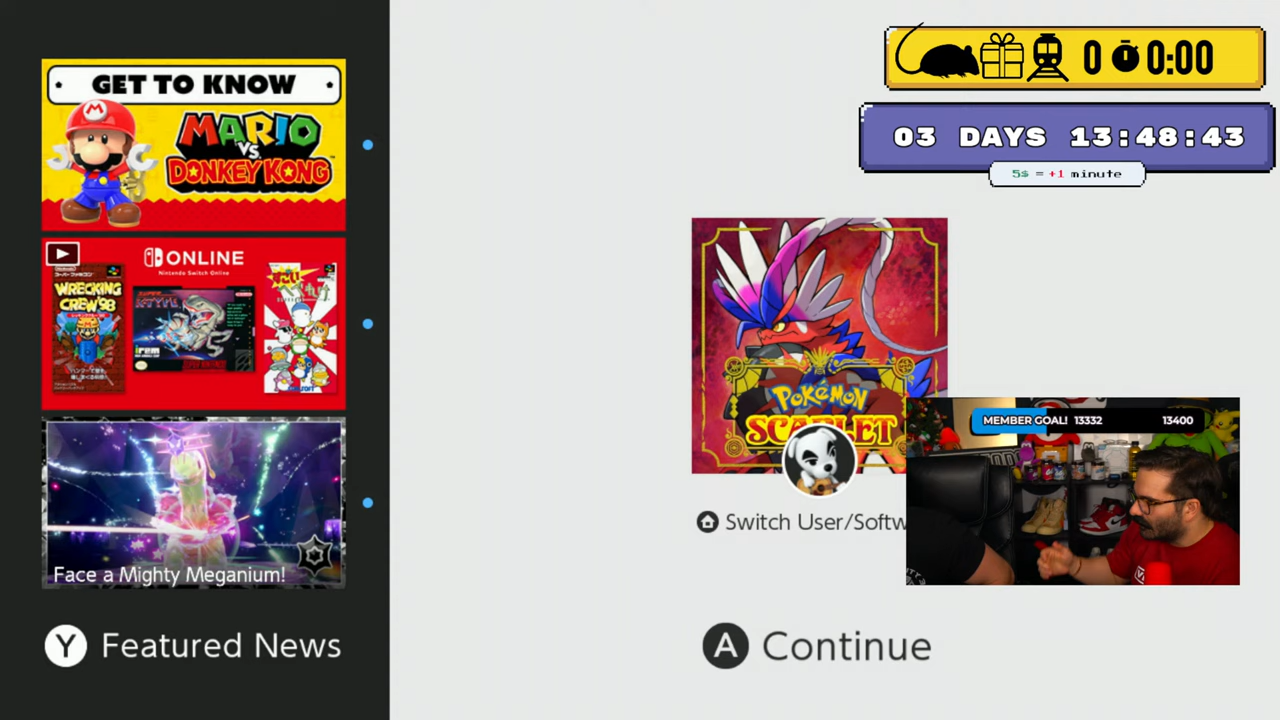 GET TO KNOW
MARIO
VS.
DONKEY KONG
ONLINE
Nintendo Switch Online
WRECKING
CREW'98
irem
Face a Mighty Meganium!
Y Featured News
0 0:00
03 DAYS 13:48:43
5$ = +1 minute
Pokémon
SCARLET
Switch User/Softw
MEMBER GOAL! 13332 13400
A Continue